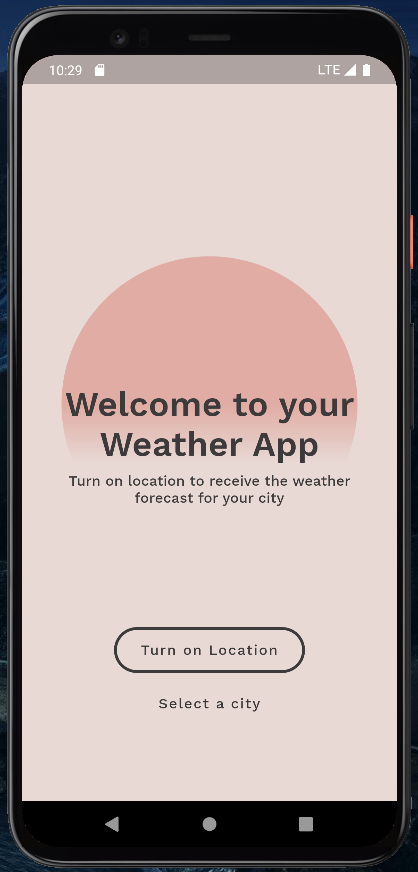 10:29 LTE
Welcome to your
Weather App
Turn on location to receive the weather
forecast for your city
Turn on Location
Select a city